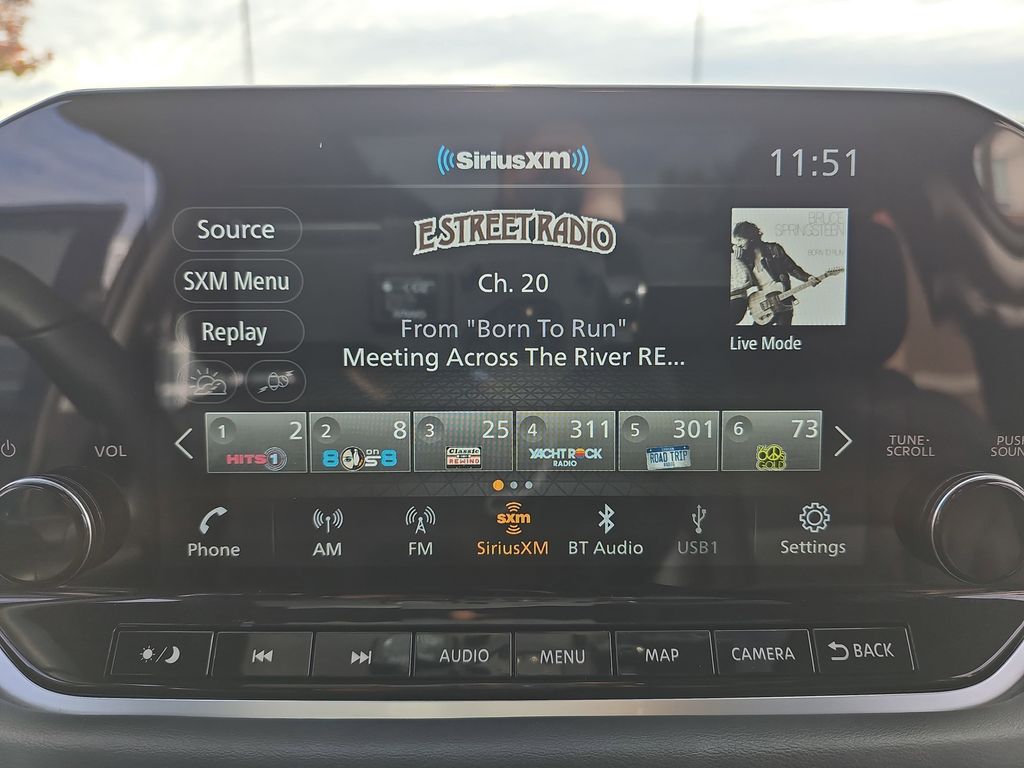 SiriusXM
11:51
Source
E STREET RADIO
BRUCE
SPRINGSTEEN
BORN TO RUN
SXM Menu
Ch. 20
Replay
From "Born To Run"
Meeting Across The River RE...
Live Mode
1 2
HITS 1
2 8
80s on 8
3 25
Classic
REWIND
4 311
YACHT ROCK
RADIO
5 301
ROAD TRIP
RADIO
6 73
60s
GOLD
VOL
TUNE·
SCROLL
PUSH
SOUN
Phone
AM
FM
sxm
SiriusXM
BT Audio
USB1
Settings
AUDIO
MENU
MAP
CAMERA
BACK